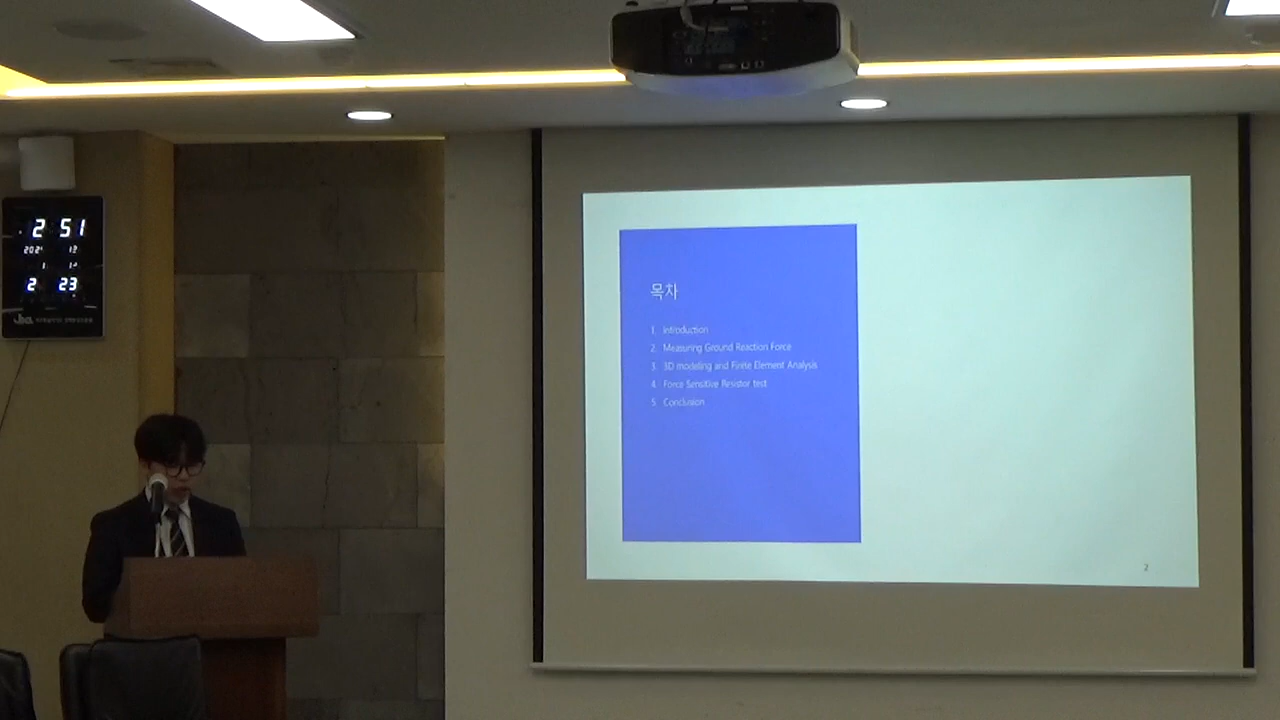 2 51
2021 12
2 23
목차
1. Introduction
2. Measuring Ground Reaction Force
3. 3D modeling and Finite Element Analysis
4. Force Sensitive Resistor test
5. Conclusion
2